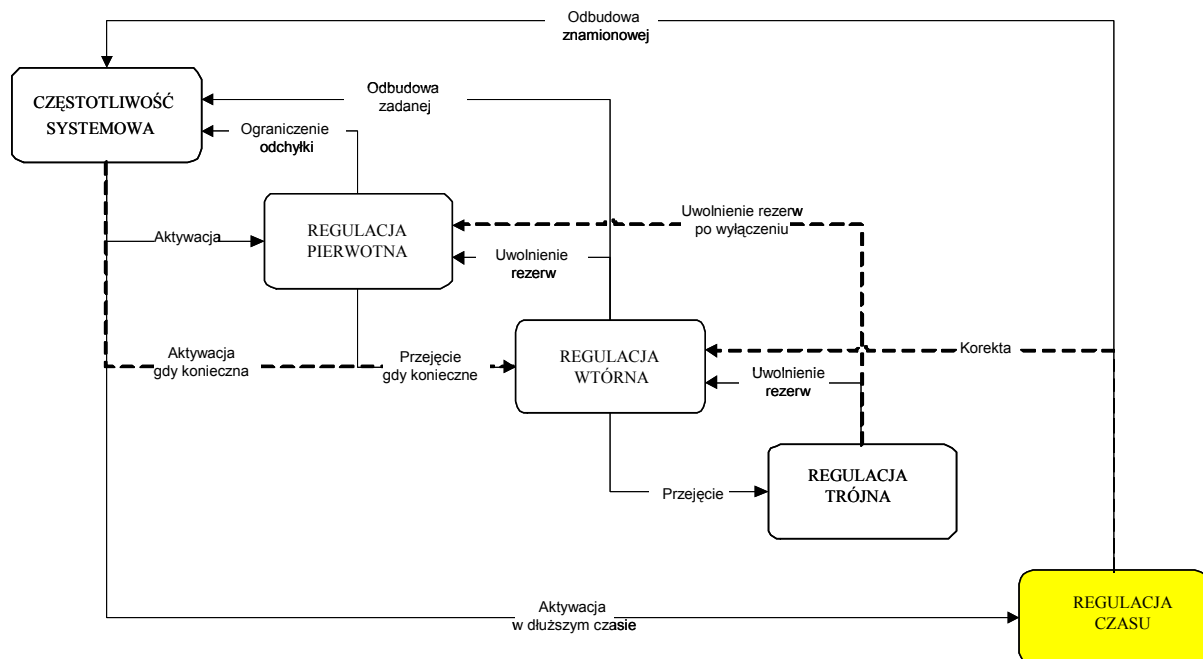 Odbudowa
znamionowej
CZĘSTOTLIWOŚĆ
SYSTEMOWA
Odbudowa
zadanej
Ograniczenie
odchyłki
REGULACJA
PIERWOTNA
Aktywacja
Uwolnienie rezerw
po wyłączeniu
Uwolnienie
rezerw
Aktywacja
gdy konieczna
Przejęcie
gdy konieczne
REGULACJA
WTÓRNA
Korekta
Uwolnienie
rezerw
Przejęcie
REGULACJA
TRÓJNA
Aktywacja
w dłuższym czasie
REGULACJA
CZASU